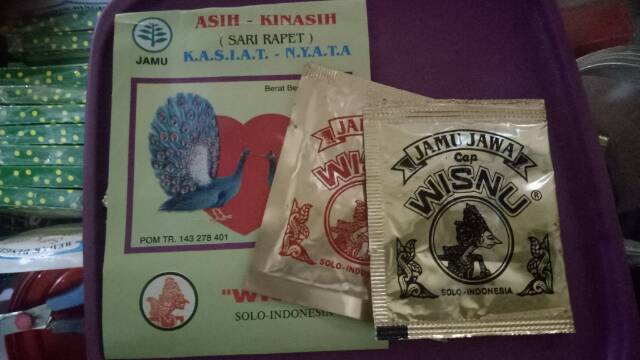 ASIH - KINASIH
( SARI RAPET )
K.A.S.I.A.T. - N.Y.A.T.A
JAMU
POM TR. 143 278 401
SOLO-INDONESIA
JAMU JAWA
Cap
WISNU ®
SOLO-INDONESIA